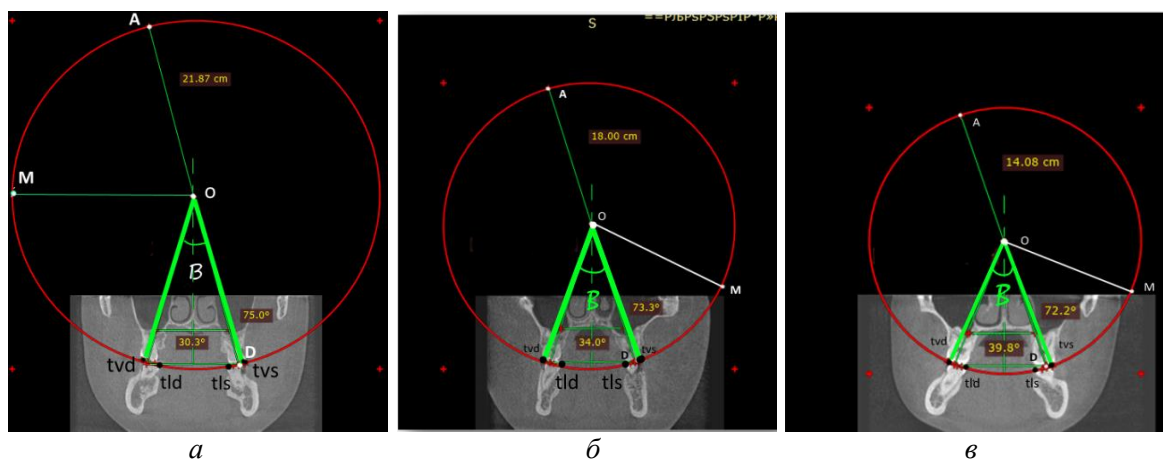 A
21.87 cm
M
O
B
75.0°
30.3°
D
tvd
tld
tls
tvs
а
S
A
18.00 cm
O
M
B
73.3°
34.0°
D
tvd
tvs
tld
tls
б
A
14.08 cm
O
M
B
72.2°
39.8°
D
tvd
tvs
tld
tls
в